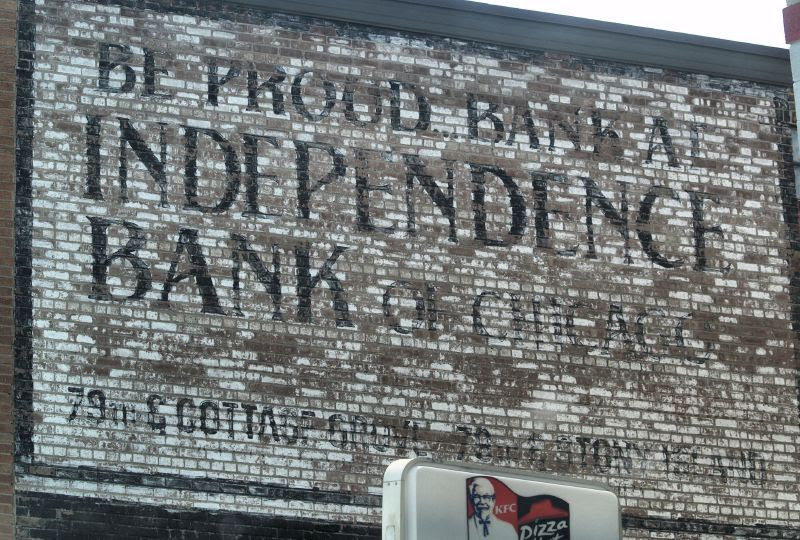 BE PROUD... BANK AT
INDEPENDENCE
BANK OF CHICAGO
79TH & COTTAGE GROVE 79TH & STONY ISLAND
KFC
Pizza